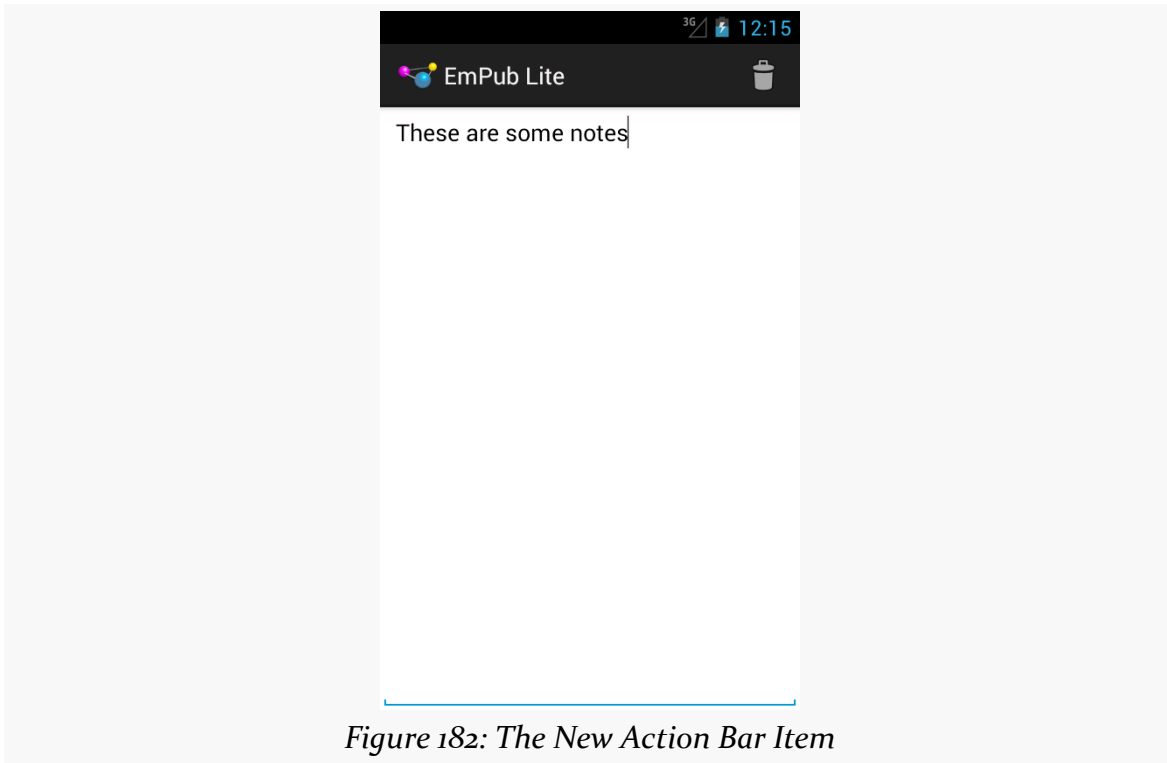 3G 12:15
EmPub Lite
These are some notes
Figure 182: The New Action Bar Item